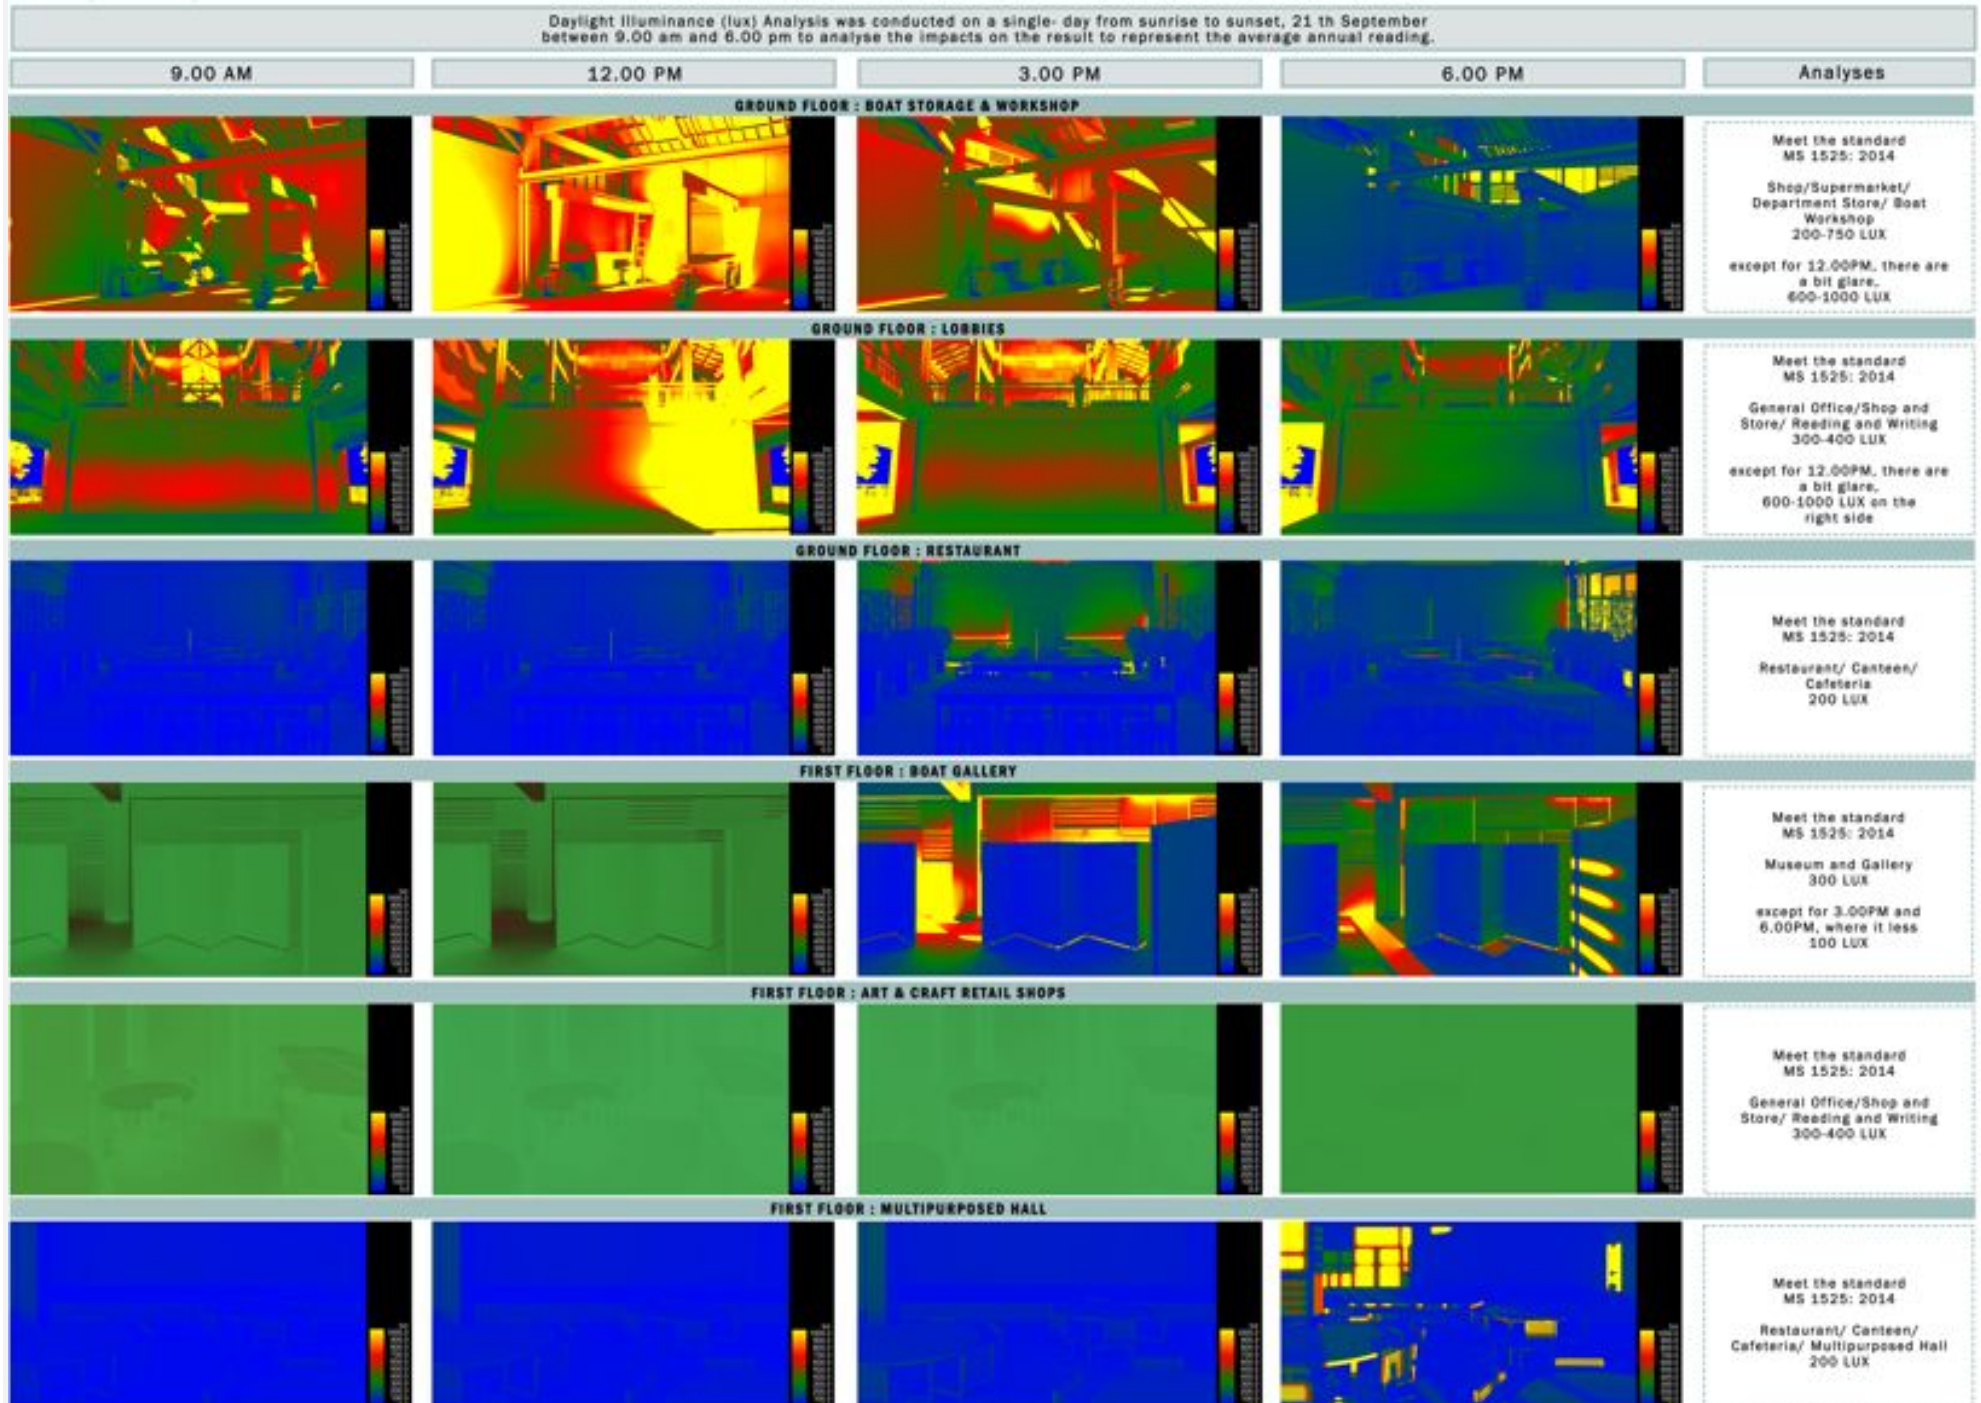 Daylight Illuminance (lux) Analysis was conducted on a single- day from sunrise to sunset, 21 th September
between 9.00 am and 6.00 pm to analyse the impacts on the result to represent the average annual reading.
9.00 AM
12.00 PM
3.00 PM
6.00 PM
Analyses
GROUND FLOOR : BOAT STORAGE & WORKSHOP
Meet the standard
MS 1525: 2014
Shop/Supermarket/
Department Store/ Boat
Workshop
200-750 LUX
except for 12.00PM, there are
a bit glare,
600-1000 LUX
GROUND FLOOR : LOBBIES
Meet the standard
MS 1525: 2014
General Office/Shop and
Store/ Reading and Writing
300-400 LUX
except for 12.00PM, there are
a bit glare,
600-1000 LUX on the
right side
GROUND FLOOR : RESTAURANT
Meet the standard
MS 1525: 2014
Restaurant/ Canteen/
Cafeteria
200 LUX
FIRST FLOOR : BOAT GALLERY
Meet the standard
MS 1525: 2014
Museum and Gallery
300 LUX
except for 3.00PM and
6.00PM, where it less
100 LUX
FIRST FLOOR : ART & CRAFT RETAIL SHOPS
Meet the standard
MS 1525: 2014
General Office/Shop and
Store/ Reading and Writing
300-400 LUX
FIRST FLOOR : MULTIPURPOSED HALL
Meet the standard
MS 1525: 2014
Restaurant/ Canteen/
Cafeteria/ Multipurposed Hall
200 LUX